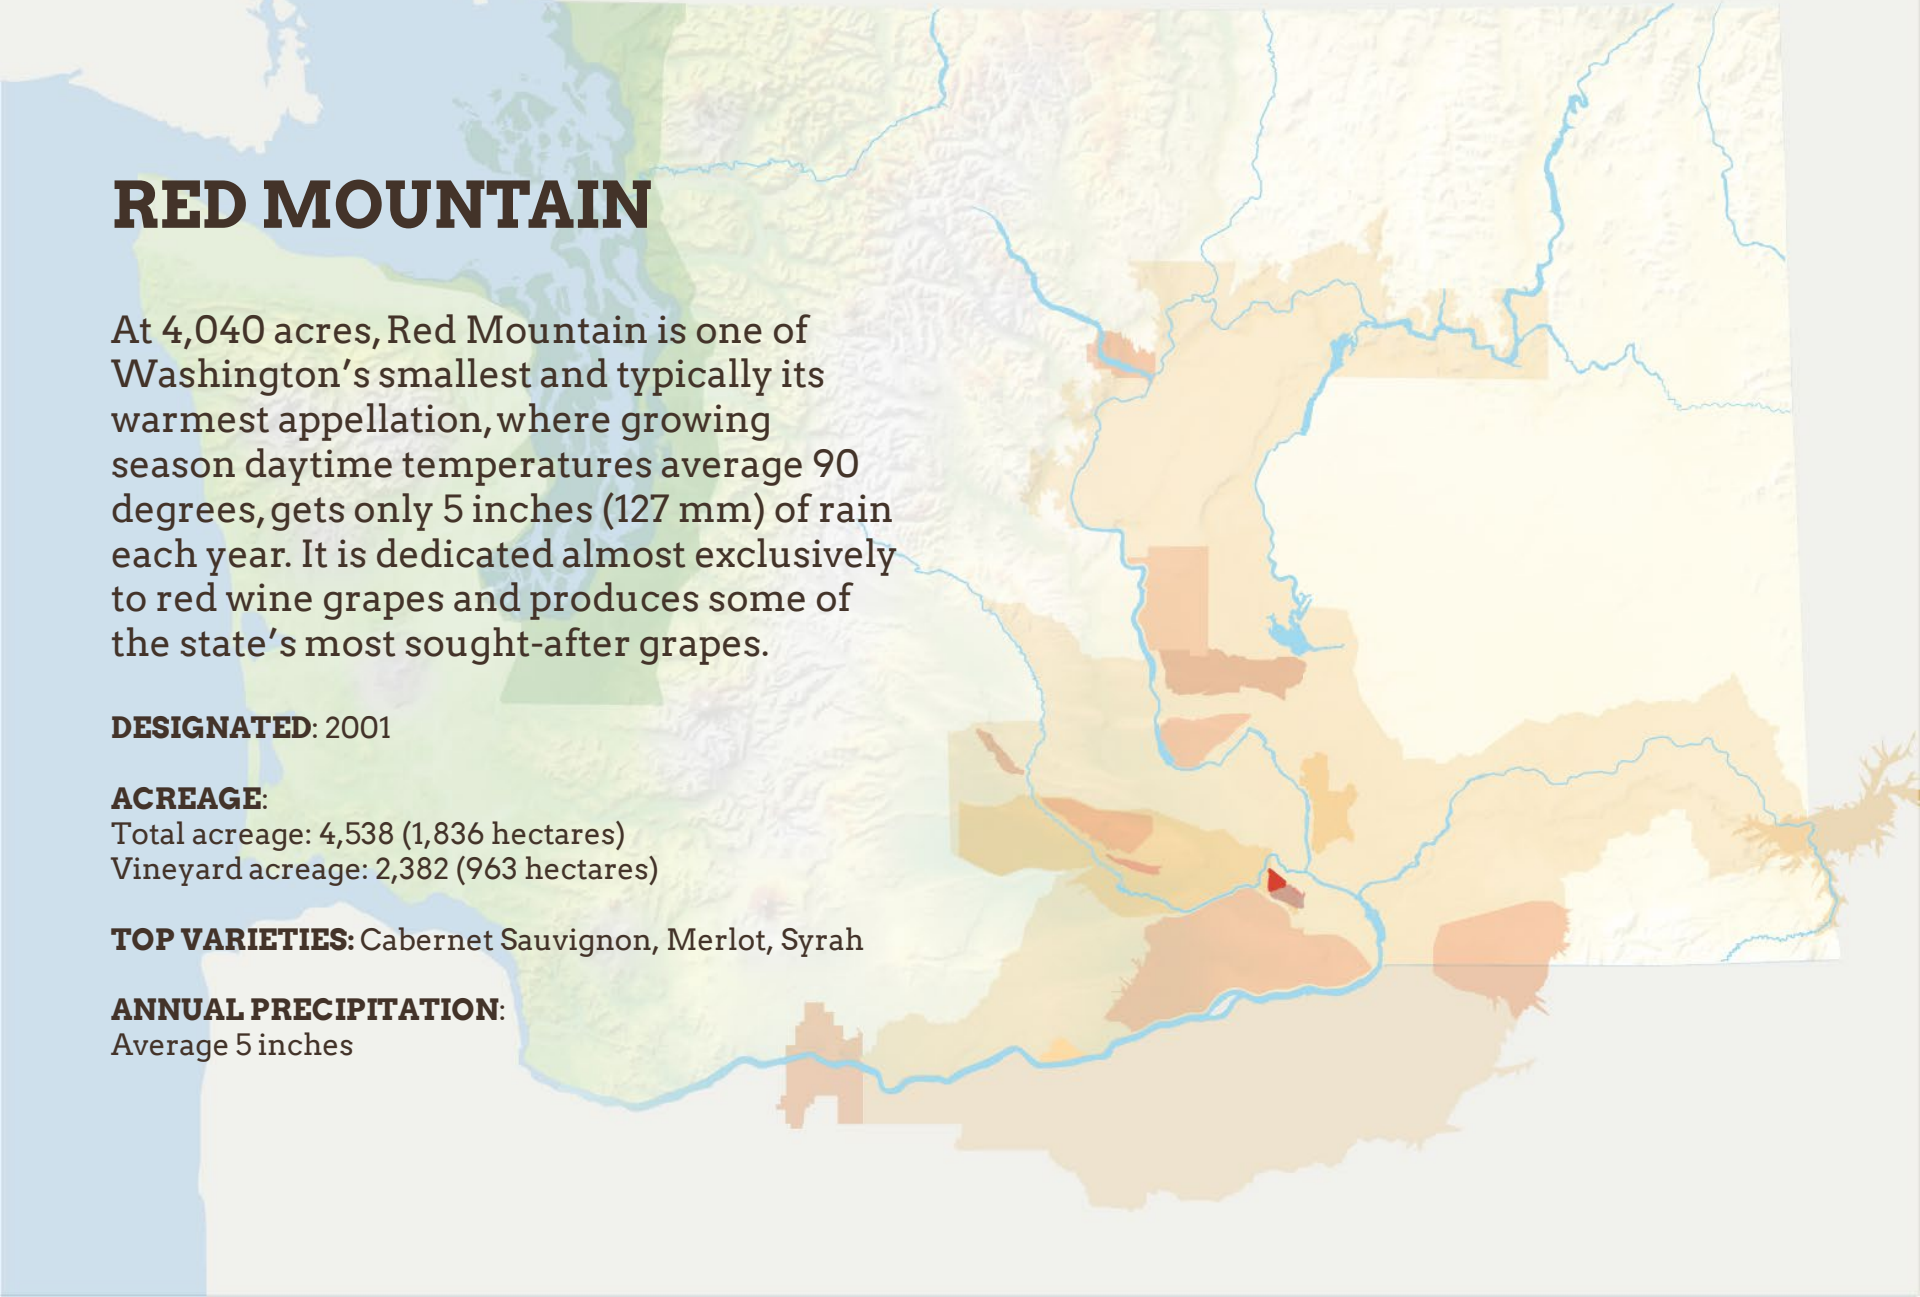 RED MOUNTAIN
At 4,040 acres, Red Mountain is one of
Washington’s smallest and typically its
warmest appellation, where growing
season daytime temperatures average 90
degrees, gets only 5 inches (127 mm) of rain
each year. It is dedicated almost exclusively
to red wine grapes and produces some of
the state’s most sought-after grapes.
DESIGNATED: 2001
ACREAGE:
Total acreage: 4,538 (1,836 hectares)
Vineyard acreage: 2,382 (963 hectares)
TOP VARIETIES: Cabernet Sauvignon, Merlot, Syrah
ANNUAL PRECIPITATION:
Average 5 inches